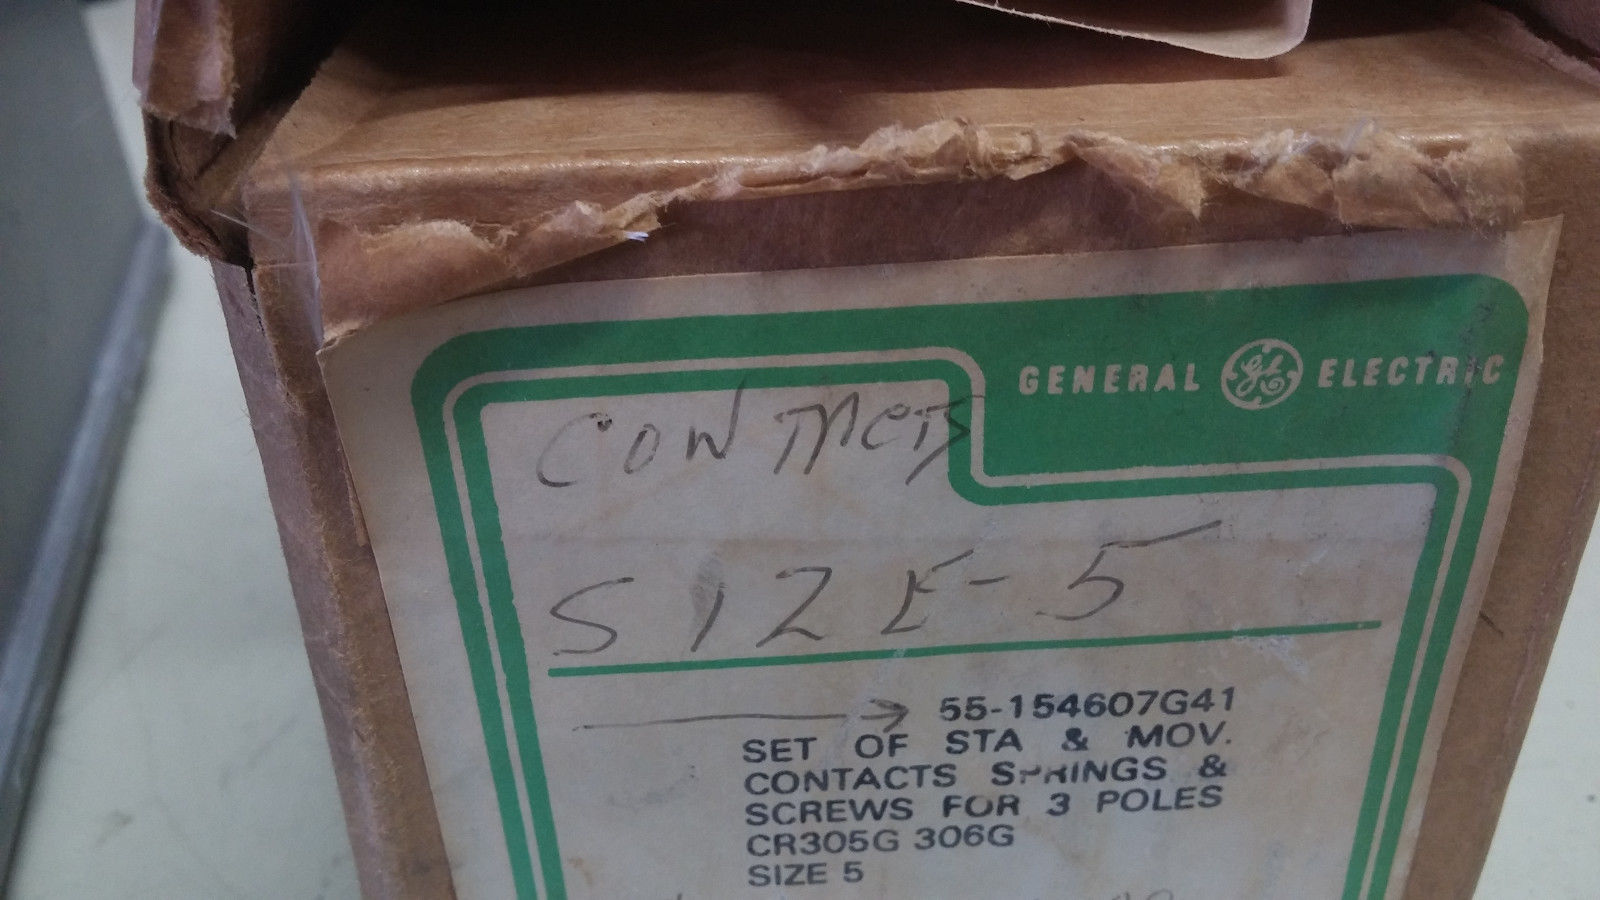 GENERAL GE ELECTRIC
CONTACTS
SIZE-5
55-154607G41
SET OF STA & MOV.
CONTACTS SPRINGS &
SCREWS FOR 3 POLES
CR305G 306G
SIZE 5